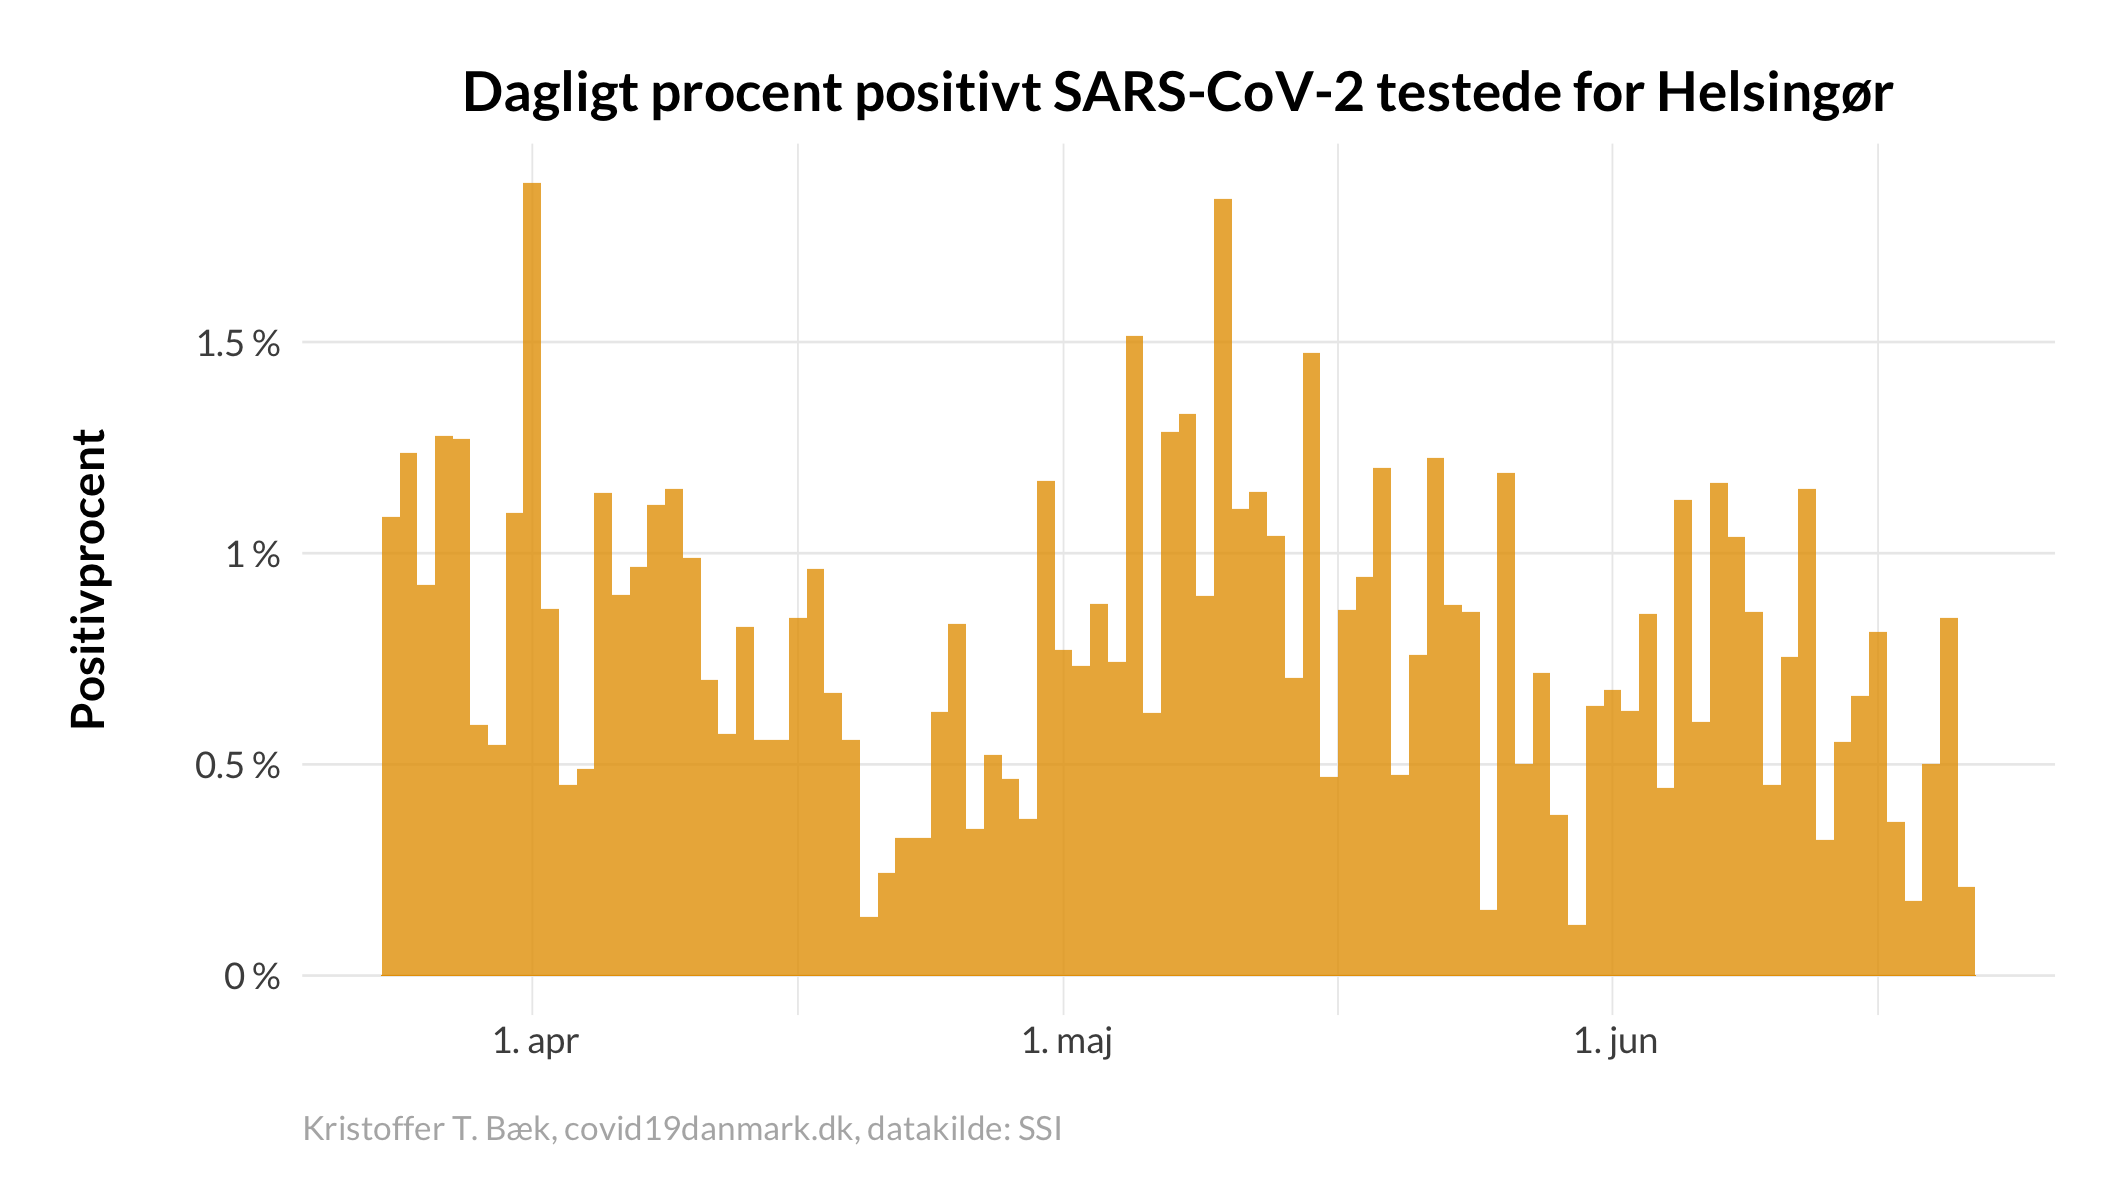 Dagligt procent positivt SARS-CoV-2 testede for Helsingør
Positivprocent
1.5 %
1 %
0.5 %
0 %
1. apr
1. maj
1. jun
Kristoffer T. Bæk, covid19danmark.dk, datakilde: SSI